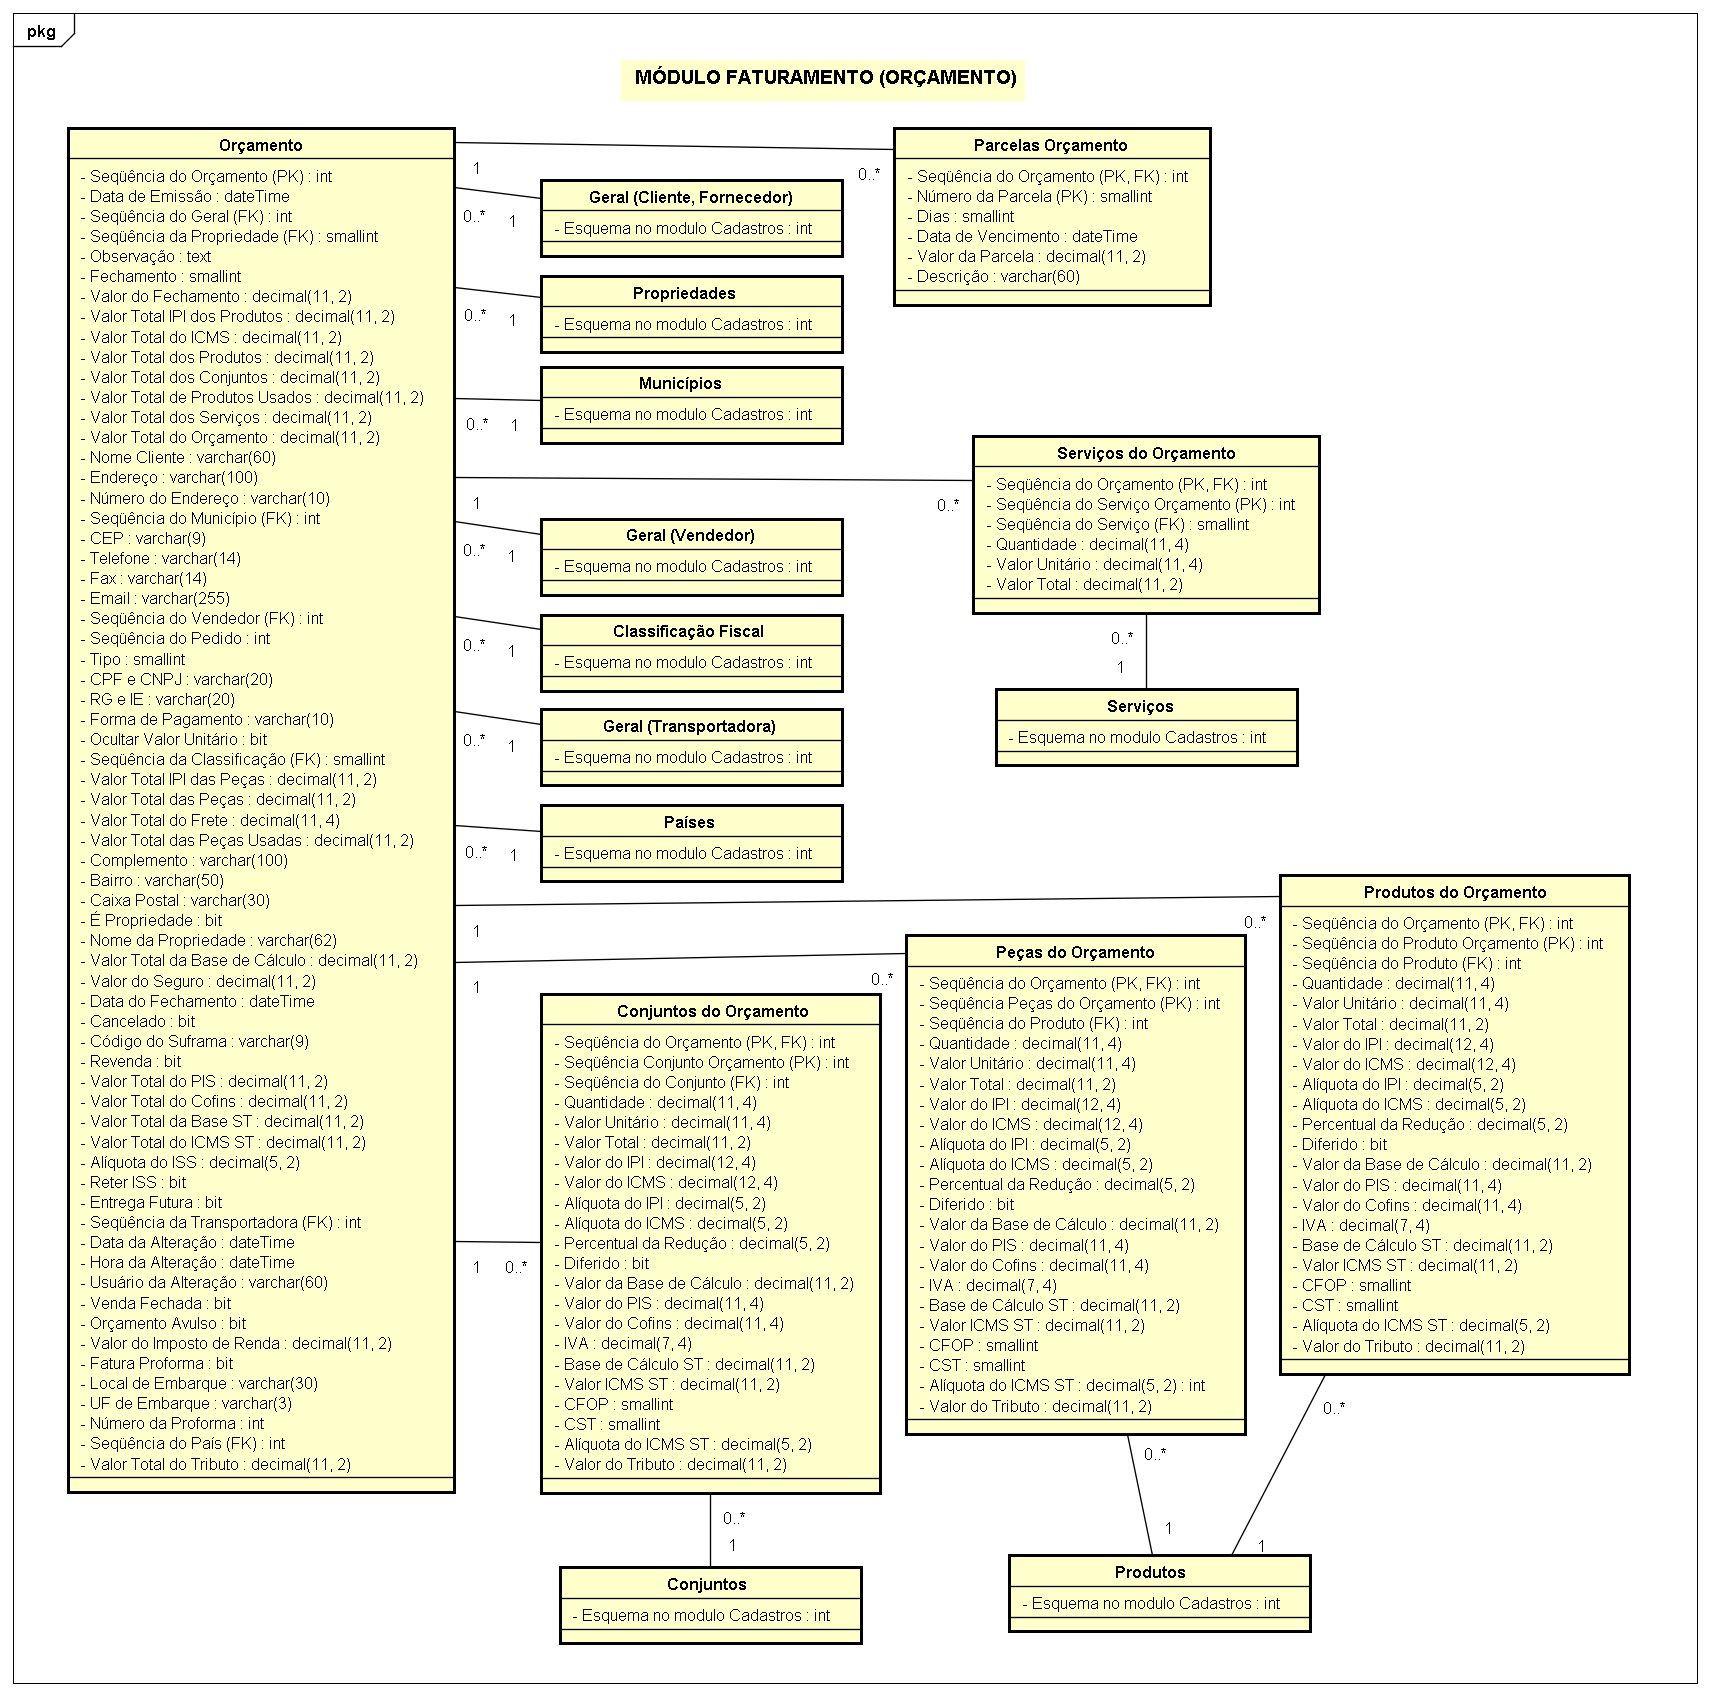 pkg
MÓDULO FATURAMENTO (ORÇAMENTO)
Orçamento
- Seqüência do Orçamento (PK) : int
- Data de Emissão : dateTime
- Seqüência do Geral (FK) : int
- Seqüência da Propriedade (FK) : smallint
- Observação : text
- Fechamento : smallint
- Valor do Fechamento : decimal(11, 2)
- Valor Total IPI dos Produtos : decimal(11, 2)
- Valor Total do ICMS : decimal(11, 2)
- Valor Total dos Produtos : decimal(11, 2)
- Valor Total dos Conjuntos : decimal(11, 2)
- Valor Total de Produtos Usados : decimal(11, 2)
- Valor Total dos Serviços : decimal(11, 2)
- Valor Total do Orçamento : decimal(11, 2)
- Nome Cliente : varchar(60)
- Endereço : varchar(100)
- Número do Endereço : varchar(10)
- Seqüência do Município (FK) : int
- CEP : varchar(9)
- Telefone : varchar(14)
- Fax : varchar(14)
- Email : varchar(255)
- Seqüência do Vendedor (FK) : int
- Seqüência do Pedido : int
- Tipo : smallint
- CPF e CNPJ : varchar(20)
- RG e IE : varchar(20)
- Forma de Pagamento : varchar(10)
- Ocultar Valor Unitário : bit
- Seqüência da Classificação (FK) : smallint
- Valor Total IPI das Peças : decimal(11, 2)
- Valor Total das Peças : decimal(11, 2)
- Valor Total do Frete : decimal(11, 4)
- Valor Total das Peças Usadas : decimal(11, 2)
- Complemento : varchar(100)
- Bairro : varchar(50)
- Caixa Postal : varchar(30)
- É Propriedade : bit
- Nome da Propriedade : varchar(62)
- Valor Total da Base de Cálculo : decimal(11, 2)
- Valor do Seguro : decimal(11, 2)
- Data do Fechamento : dateTime
- Cancelado : bit
- Código do Suframa : varchar(9)
- Revenda : bit
- Valor Total do PIS : decimal(11, 2)
- Valor Total do Cofins : decimal(11, 2)
- Valor Total da Base ST : decimal(11, 2)
- Valor Total do ICMS ST : decimal(11, 2)
- Alíquota do ISS : decimal(5, 2)
- Reter ISS : bit
- Entrega Futura : bit
- Seqüência da Transportadora (FK) : int
- Data da Alteração : dateTime
- Hora da Alteração : dateTime
- Usuário da Alteração : varchar(60)
- Venda Fechada : bit
- Orçamento Avulso : bit
- Valor do Imposto de Renda : decimal(11, 2)
- Fatura Proforma : bit
- Local de Embarque : varchar(30)
- UF de Embarque : varchar(3)
- Número da Proforma : int
- Seqüência do País (FK) : int
- Valor Total do Tributo : decimal(11, 2)
1
0..*
Parcelas Orçamento
- Seqüência do Orçamento (PK, FK) : int
- Número da Parcela (PK) : smallint
- Dias : smallint
- Data de Vencimento : dateTime
- Valor da Parcela : decimal(11, 2)
- Descrição : varchar(60)
0..*
1
Geral (Cliente, Fornecedor)
- Esquema no modulo Cadastros : int
0..*
1
Propriedades
- Esquema no modulo Cadastros : int
0..*
1
Municípios
- Esquema no modulo Cadastros : int
1
0..*
Serviços do Orçamento
- Seqüência do Orçamento (PK, FK) : int
- Seqüência do Serviço Orçamento (PK) : int
- Seqüência do Serviço (FK) : smallint
- Quantidade : decimal(11, 4)
- Valor Unitário : decimal(11, 4)
- Valor Total : decimal(11, 2)
0..*
1
Serviços
- Esquema no modulo Cadastros : int
0..*
1
Geral (Vendedor)
- Esquema no modulo Cadastros : int
0..*
1
Classificação Fiscal
- Esquema no modulo Cadastros : int
0..*
1
Geral (Transportadora)
- Esquema no modulo Cadastros : int
0..*
1
Países
- Esquema no modulo Cadastros : int
1
0..*
Produtos do Orçamento
- Seqüência do Orçamento (PK, FK) : int
- Seqüência do Produto Orçamento (PK) : int
- Seqüência do Produto (FK) : int
- Quantidade : decimal(11, 4)
- Valor Unitário : decimal(11, 4)
- Valor Total : decimal(11, 2)
- Valor do IPI : decimal(12, 4)
- Valor do ICMS : decimal(12, 4)
- Alíquota do IPI : decimal(5, 2)
- Alíquota do ICMS : decimal(5, 2)
- Percentual da Redução : decimal(5, 2)
- Diferido : bit
- Valor da Base de Cálculo : decimal(11, 2)
- Valor do PIS : decimal(11, 4)
- Valor do Cofins : decimal(11, 4)
- IVA : decimal(7, 4)
- Base de Cálculo ST : decimal(11, 2)
- Valor ICMS ST : decimal(11, 2)
- CFOP : smallint
- CST : smallint
- Alíquota do ICMS ST : decimal(5, 2)
- Valor do Tributo : decimal(11, 2)
1
0..*
Peças do Orçamento
- Seqüência do Orçamento (PK, FK) : int
- Seqüência Peças do Orçamento (PK) : int
- Seqüência do Produto (FK) : int
- Quantidade : decimal(11, 4)
- Valor Unitário : decimal(11, 4)
- Valor Total : decimal(11, 2)
- Valor do IPI : decimal(12, 4)
- Valor do ICMS : decimal(12, 4)
- Alíquota do IPI : decimal(5, 2)
- Alíquota do ICMS : decimal(5, 2)
- Percentual da Redução : decimal(5, 2)
- Diferido : bit
- Valor da Base de Cálculo : decimal(11, 2)
- Valor do PIS : decimal(11, 4)
- Valor do Cofins : decimal(11, 4)
- IVA : decimal(7, 4)
- Base de Cálculo ST : decimal(11, 2)
- Valor ICMS ST : decimal(11, 2)
- CFOP : smallint
- CST : smallint
- Alíquota do ICMS ST : decimal(5, 2) : int
- Valor do Tributo : decimal(11, 2)
1
0..*
Conjuntos do Orçamento
- Seqüência do Orçamento (PK, FK) : int
- Seqüência Conjunto Orçamento (PK) : int
- Seqüência do Conjunto (FK) : int
- Quantidade : decimal(11, 4)
- Valor Unitário : decimal(11, 4)
- Valor Total : decimal(11, 2)
- Valor do IPI : decimal(12, 4)
- Valor do ICMS : decimal(12, 4)
- Alíquota do IPI : decimal(5, 2)
- Alíquota do ICMS : decimal(5, 2)
- Percentual da Redução : decimal(5, 2)
- Diferido : bit
- Valor da Base de Cálculo : decimal(11, 2)
- Valor do PIS : decimal(11, 4)
- Valor do Cofins : decimal(11, 4)
- IVA : decimal(7, 4)
- Base de Cálculo ST : decimal(11, 2)
- Valor ICMS ST : decimal(11, 2)
- CFOP : smallint
- CST : smallint
- Alíquota do ICMS ST : decimal(5, 2)
- Valor do Tributo : decimal(11, 2)
0..*
1
Conjuntos
- Esquema no modulo Cadastros : int
0..*
1
0..*
1
Produtos
- Esquema no modulo Cadastros : int